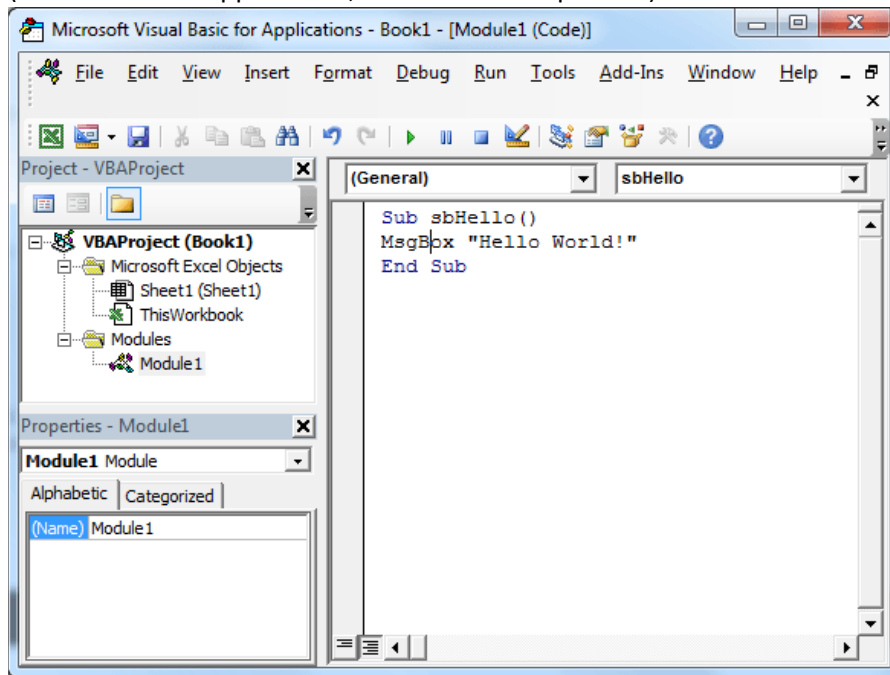 Microsoft Visual Basic for Applications - Book1 - [Module1 (Code)]
File Edit View Insert Format Debug Run Tools Add-Ins Window Help
Project - VBAProject
VBAProject (Book1)
Microsoft Excel Objects
Sheet1 (Sheet1)
ThisWorkbook
Modules
Module1
Properties - Module1
Module1 Module
Alphabetic Categorized
(Name) Module1
(General) sbHello
Sub sbHello()
MsgBox "Hello World!"
End Sub